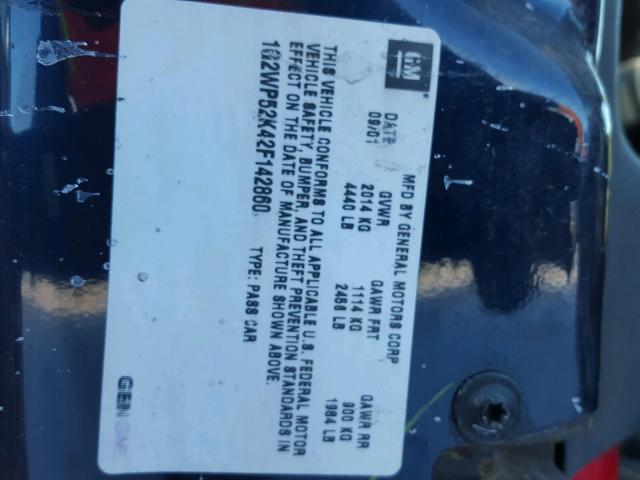 GM
MFD BY GENERAL MOTORS CORP
DATE GVWR GAWR FRT GAWR RR
09/01 2014 KG 1114 KG 900 KG
4440 LB 2456 LB 1984 LB
THIS VEHICLE CONFORMS TO ALL APPLICABLE U.S. FEDERAL MOTOR
VEHICLE SAFETY, BUMPER, AND THEFT PREVENTION STANDARDS IN
EFFECT ON THE DATE OF MANUFACTURE SHOWN ABOVE.
1G2WP52K42F142860 TYPE: PASS CAR